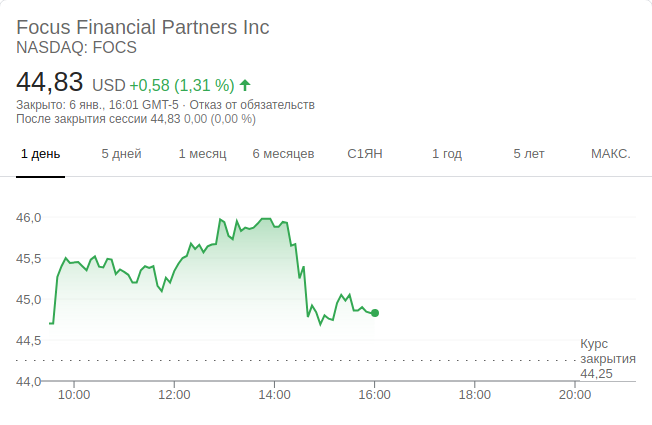 Focus Financial Partners Inc
NASDAQ: FOCS
44,83 USD +0,58 (1,31 %)
Закрыто: 6 янв., 16:01 GMT-5 · Отказ от обязательств
После закрытия сессии 44,83 0,00 (0,00 %)
1 день 5 дней 1 месяц 6 месяцев С1ЯН 1 год 5 лет МАКС.
46,0
45,5
45,0
44,5
44,0
Курс
закрытия
44,25
10:00 12:00 14:00 16:00 18:00 20:00